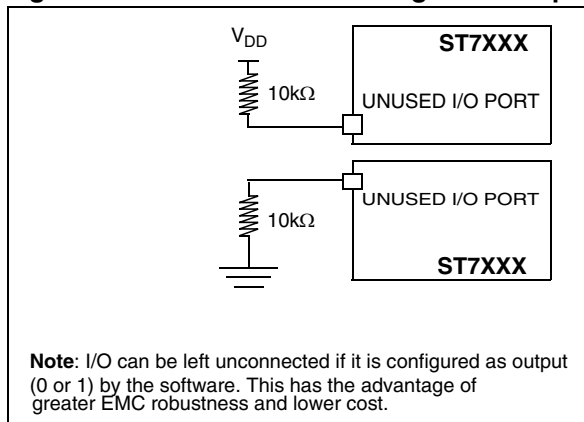 V_DD
ST7XXX
10kΩ
UNUSED I/O PORT
UNUSED I/O PORT
10kΩ
ST7XXX
Note: I/O can be left unconnected if it is configured as output
(0 or 1) by the software. This has the advantage of
greater EMC robustness and lower cost.